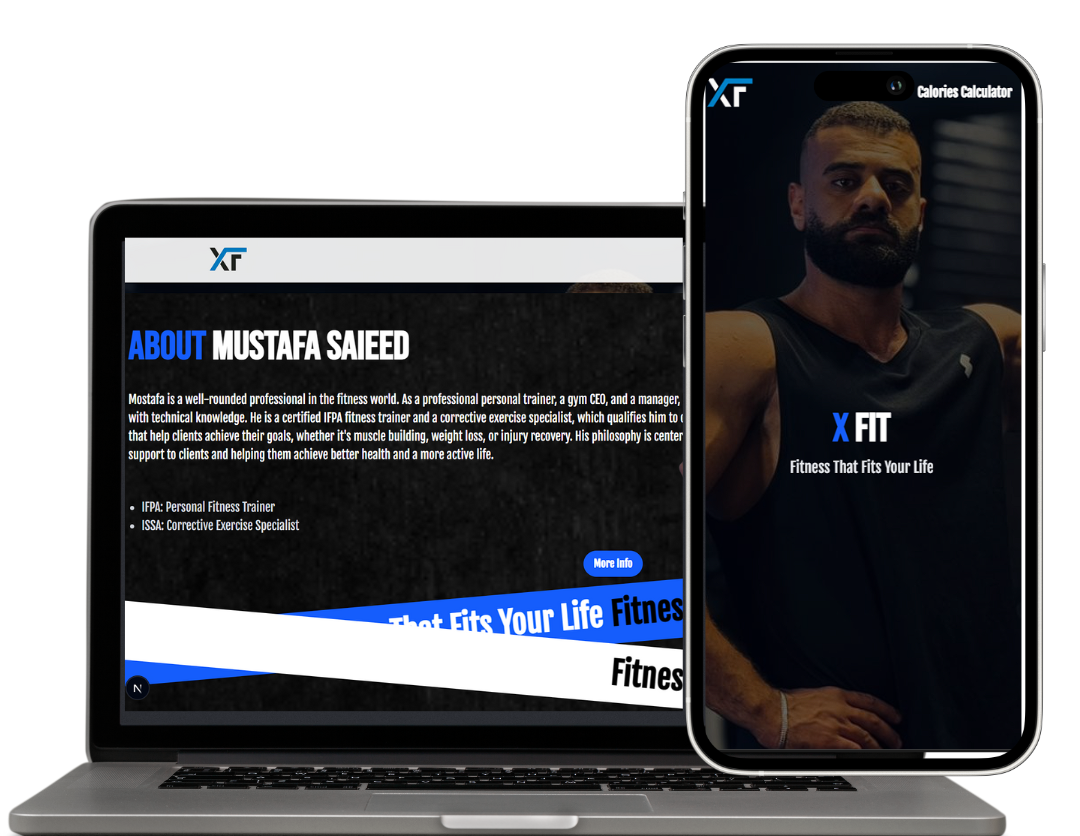 XF
ABOUT MUSTAFA SAIEED
Mostafa is a well-rounded professional in the fitness world. As a professional personal trainer, a gym CEO, and a manager,
with technical knowledge. He is a certified IFPA fitness trainer and a corrective exercise specialist, which qualifies him to
that help clients achieve their goals, whether it's muscle building, weight loss, or injury recovery. His philosophy is center
support to clients and helping them achieve better health and a more active life.
• IFPA: Personal Fitness Trainer
• ISSA: Corrective Exercise Specialist
More Info
That Fits Your Life Fitnes
Fitnes
N
XF
Calories Calculator
X FIT
Fitness That Fits Your Life